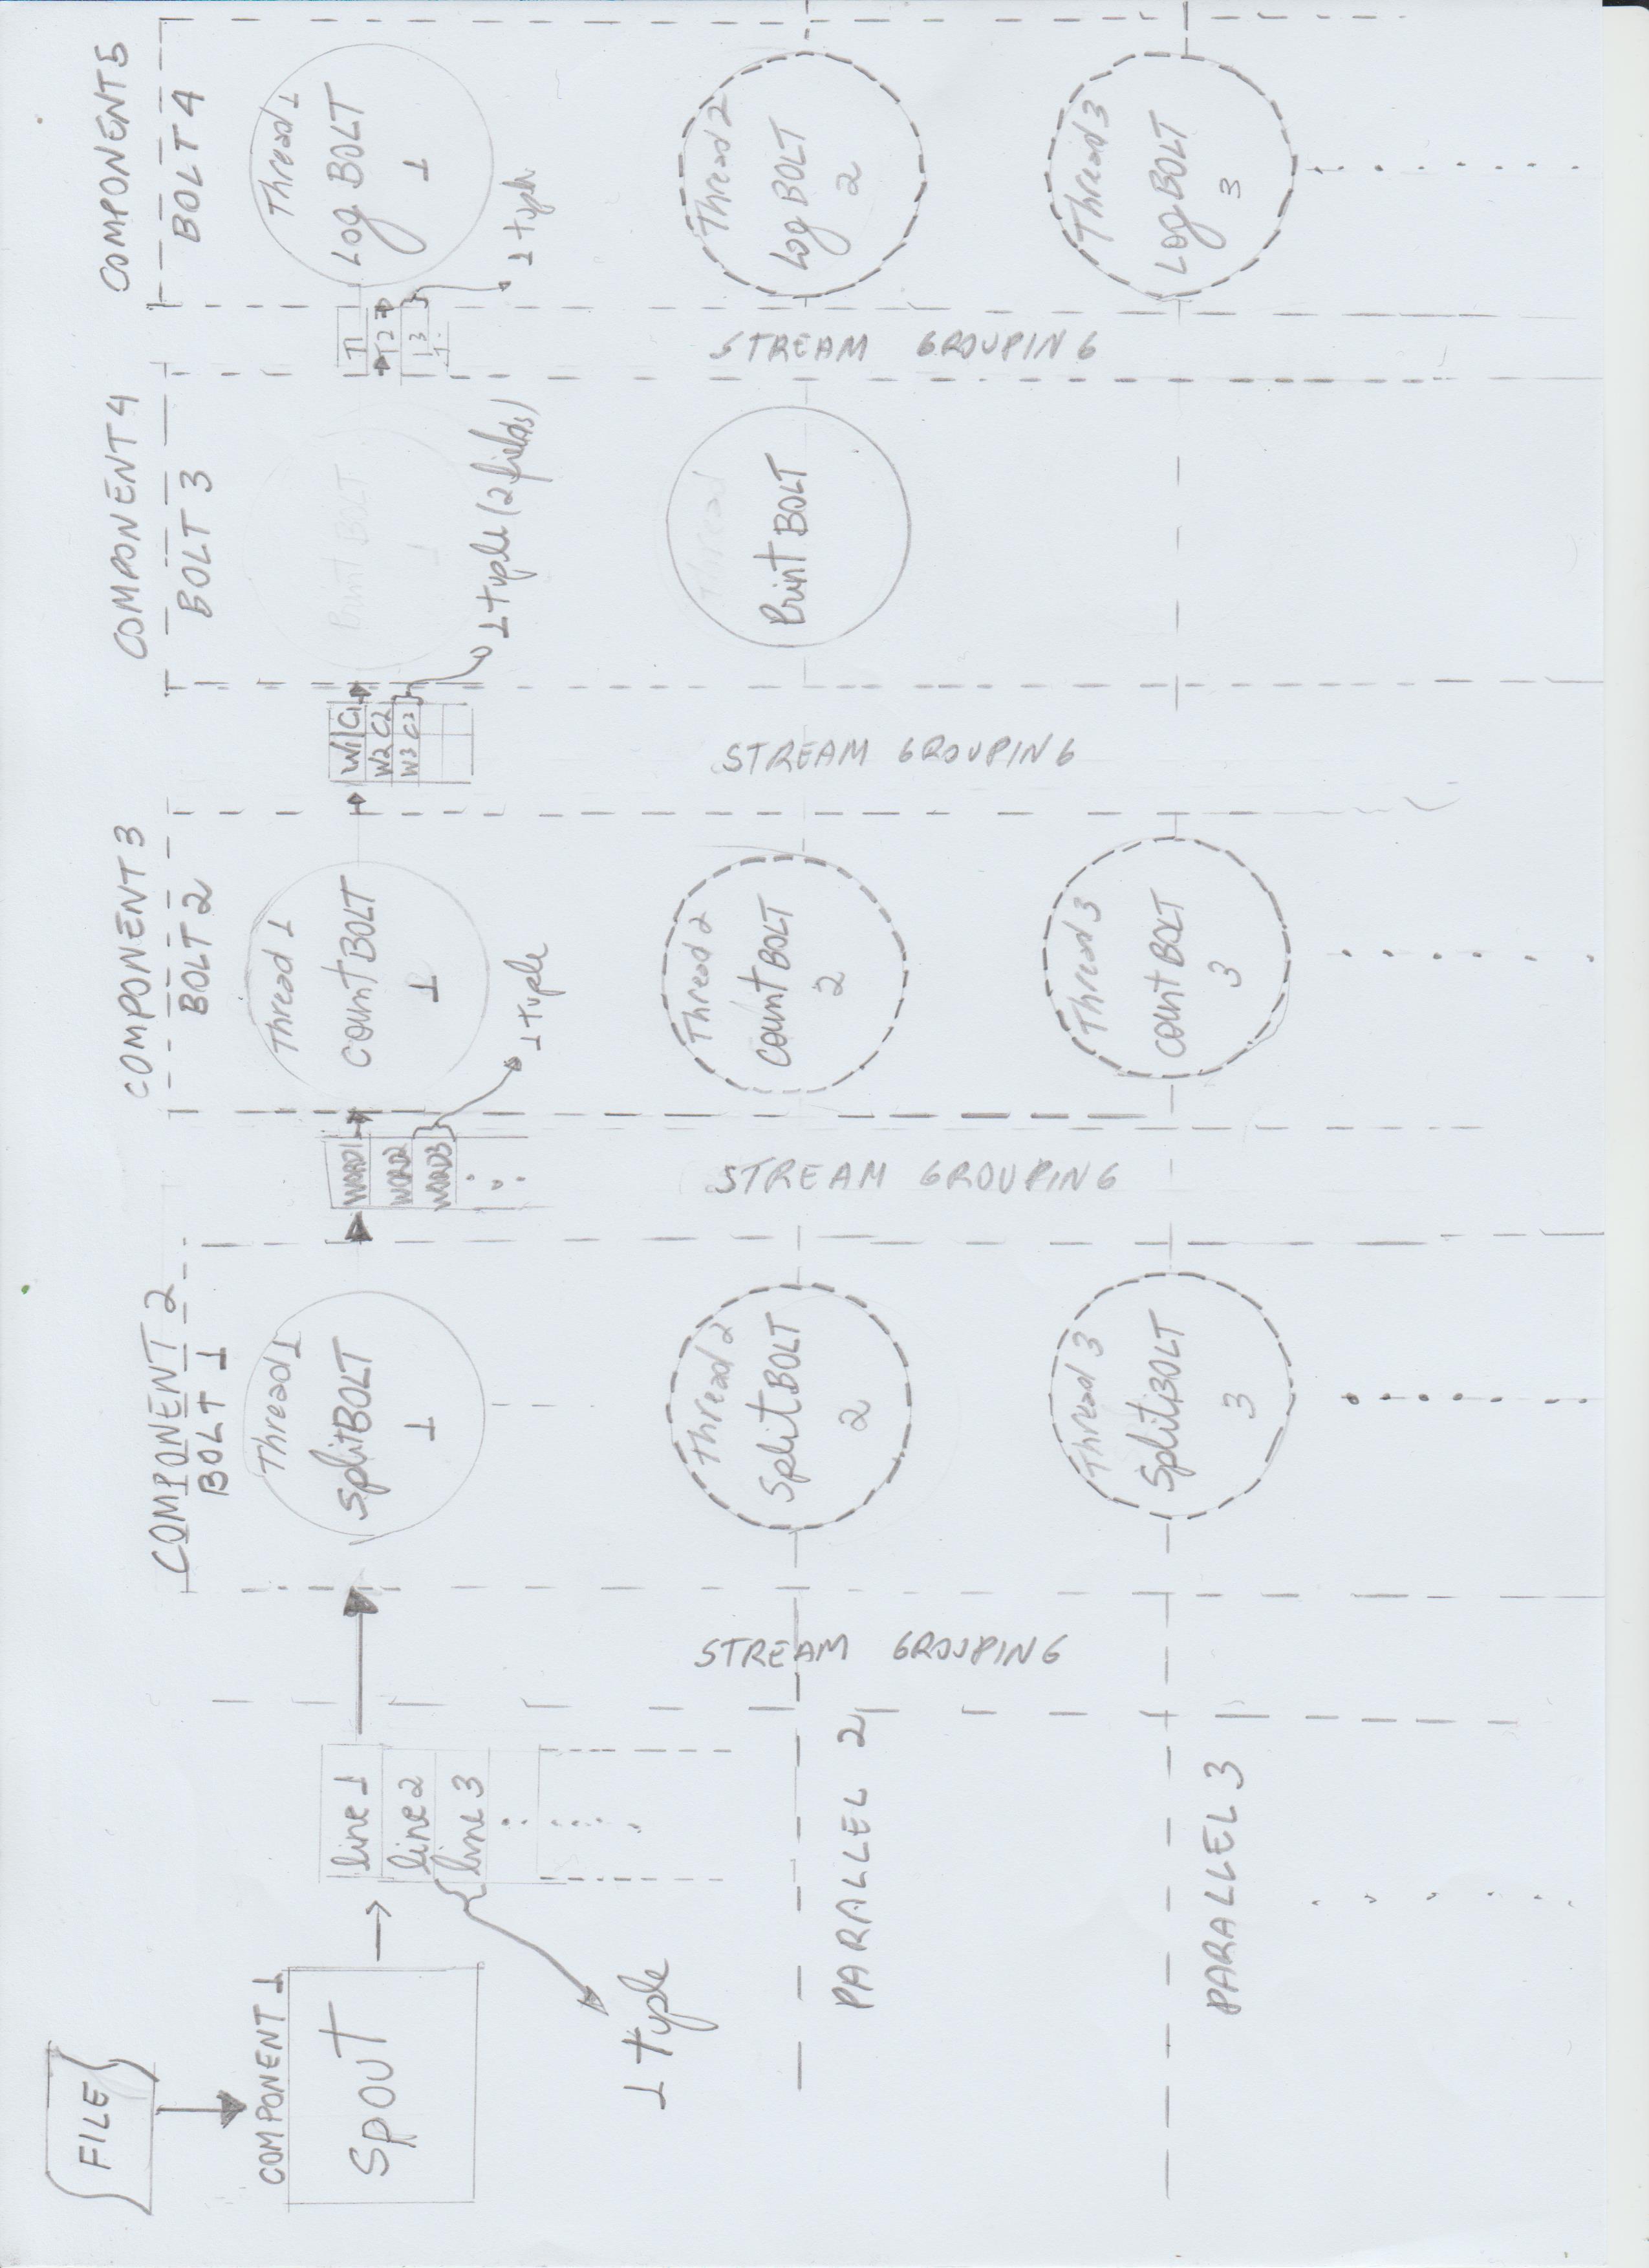 FILE
COMPONENT 1
Spout
line 1
line 2
line 3
1 tuple
PARALLEL 2
PARALLEL 3
STREAM GROUPING
COMPONENT 2
BOLT 1
Thread 1
SplitBOLT
1
Thread 2
SplitBOLT
2
Thread 3
SplitBOLT
3
WORD1
WORD2
WORD3
1 tuple
STREAM GROUPING
COMPONENT 3
BOLT 2
Thread 1
countBOLT
1
Thread 2
countBOLT
2
Thread 3
countBOLT
3
W1 C1
W2 C2
W3 C3
1 tuple (2 fields)
STREAM GROUPING
COMPONENT 4
BOLT 3
Print BOLT
1
Thread
Print BOLT
T1
T2
T3
1 tuple
STREAM GROUPING
COMPONENT 5
BOLT 4
Thread 1
Log BOLT
1
Thread 2
Log BOLT
2
Thread 3
Log BOLT
3